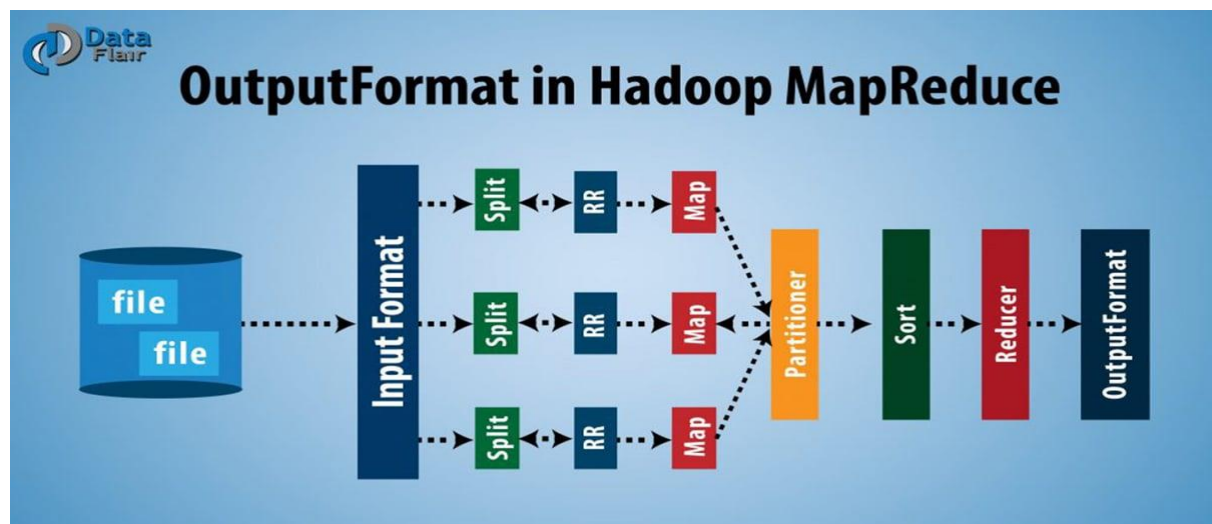 Data
Flair
OutputFormat in Hadoop MapReduce
file
file
Input Format
Split
RR
Map
Split
RR
Map
Split
RR
Map
Partitioner
Sort
Reducer
OutputFormat